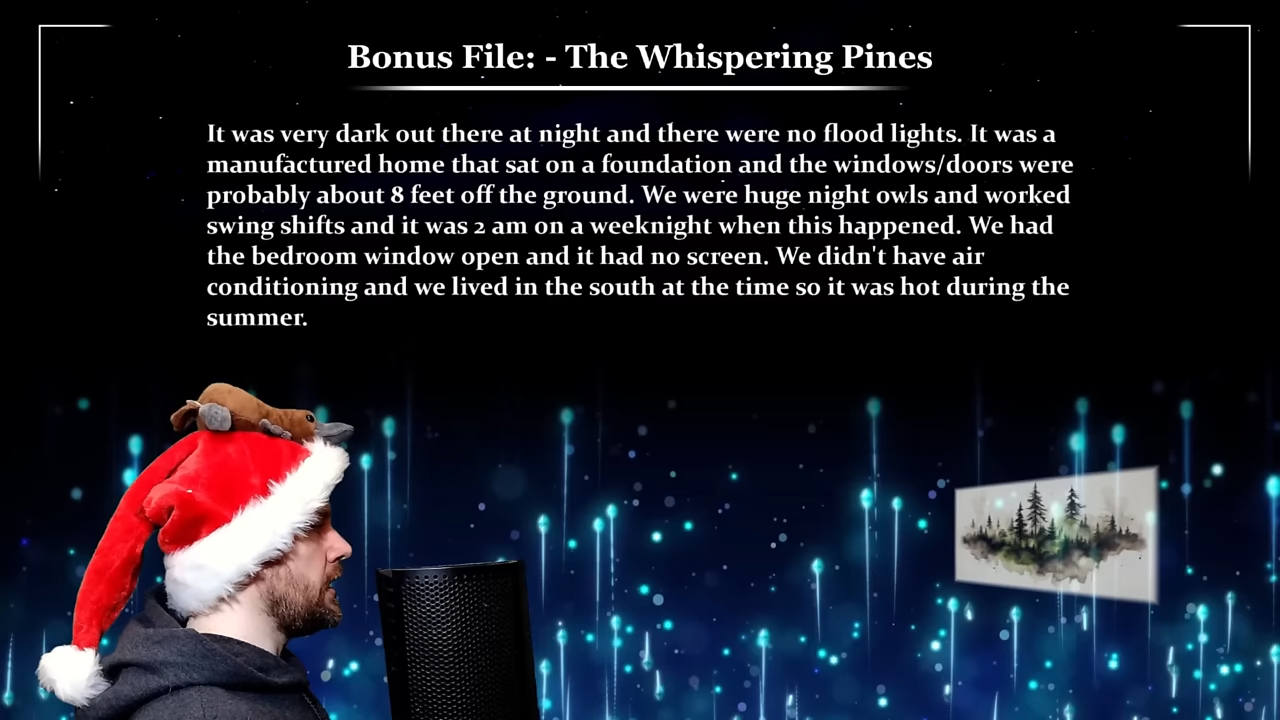 Bonus File: - The Whispering Pines
It was very dark out there at night and there were no flood lights. It was a
manufactured home that sat on a foundation and the windows/doors were
probably about 8 feet off the ground. We were huge night owls and worked
swing shifts and it was 2 am on a weeknight when this happened. We had
the bedroom window open and it had no screen. We didn't have air
conditioning and we lived in the south at the time so it was hot during the
summer.